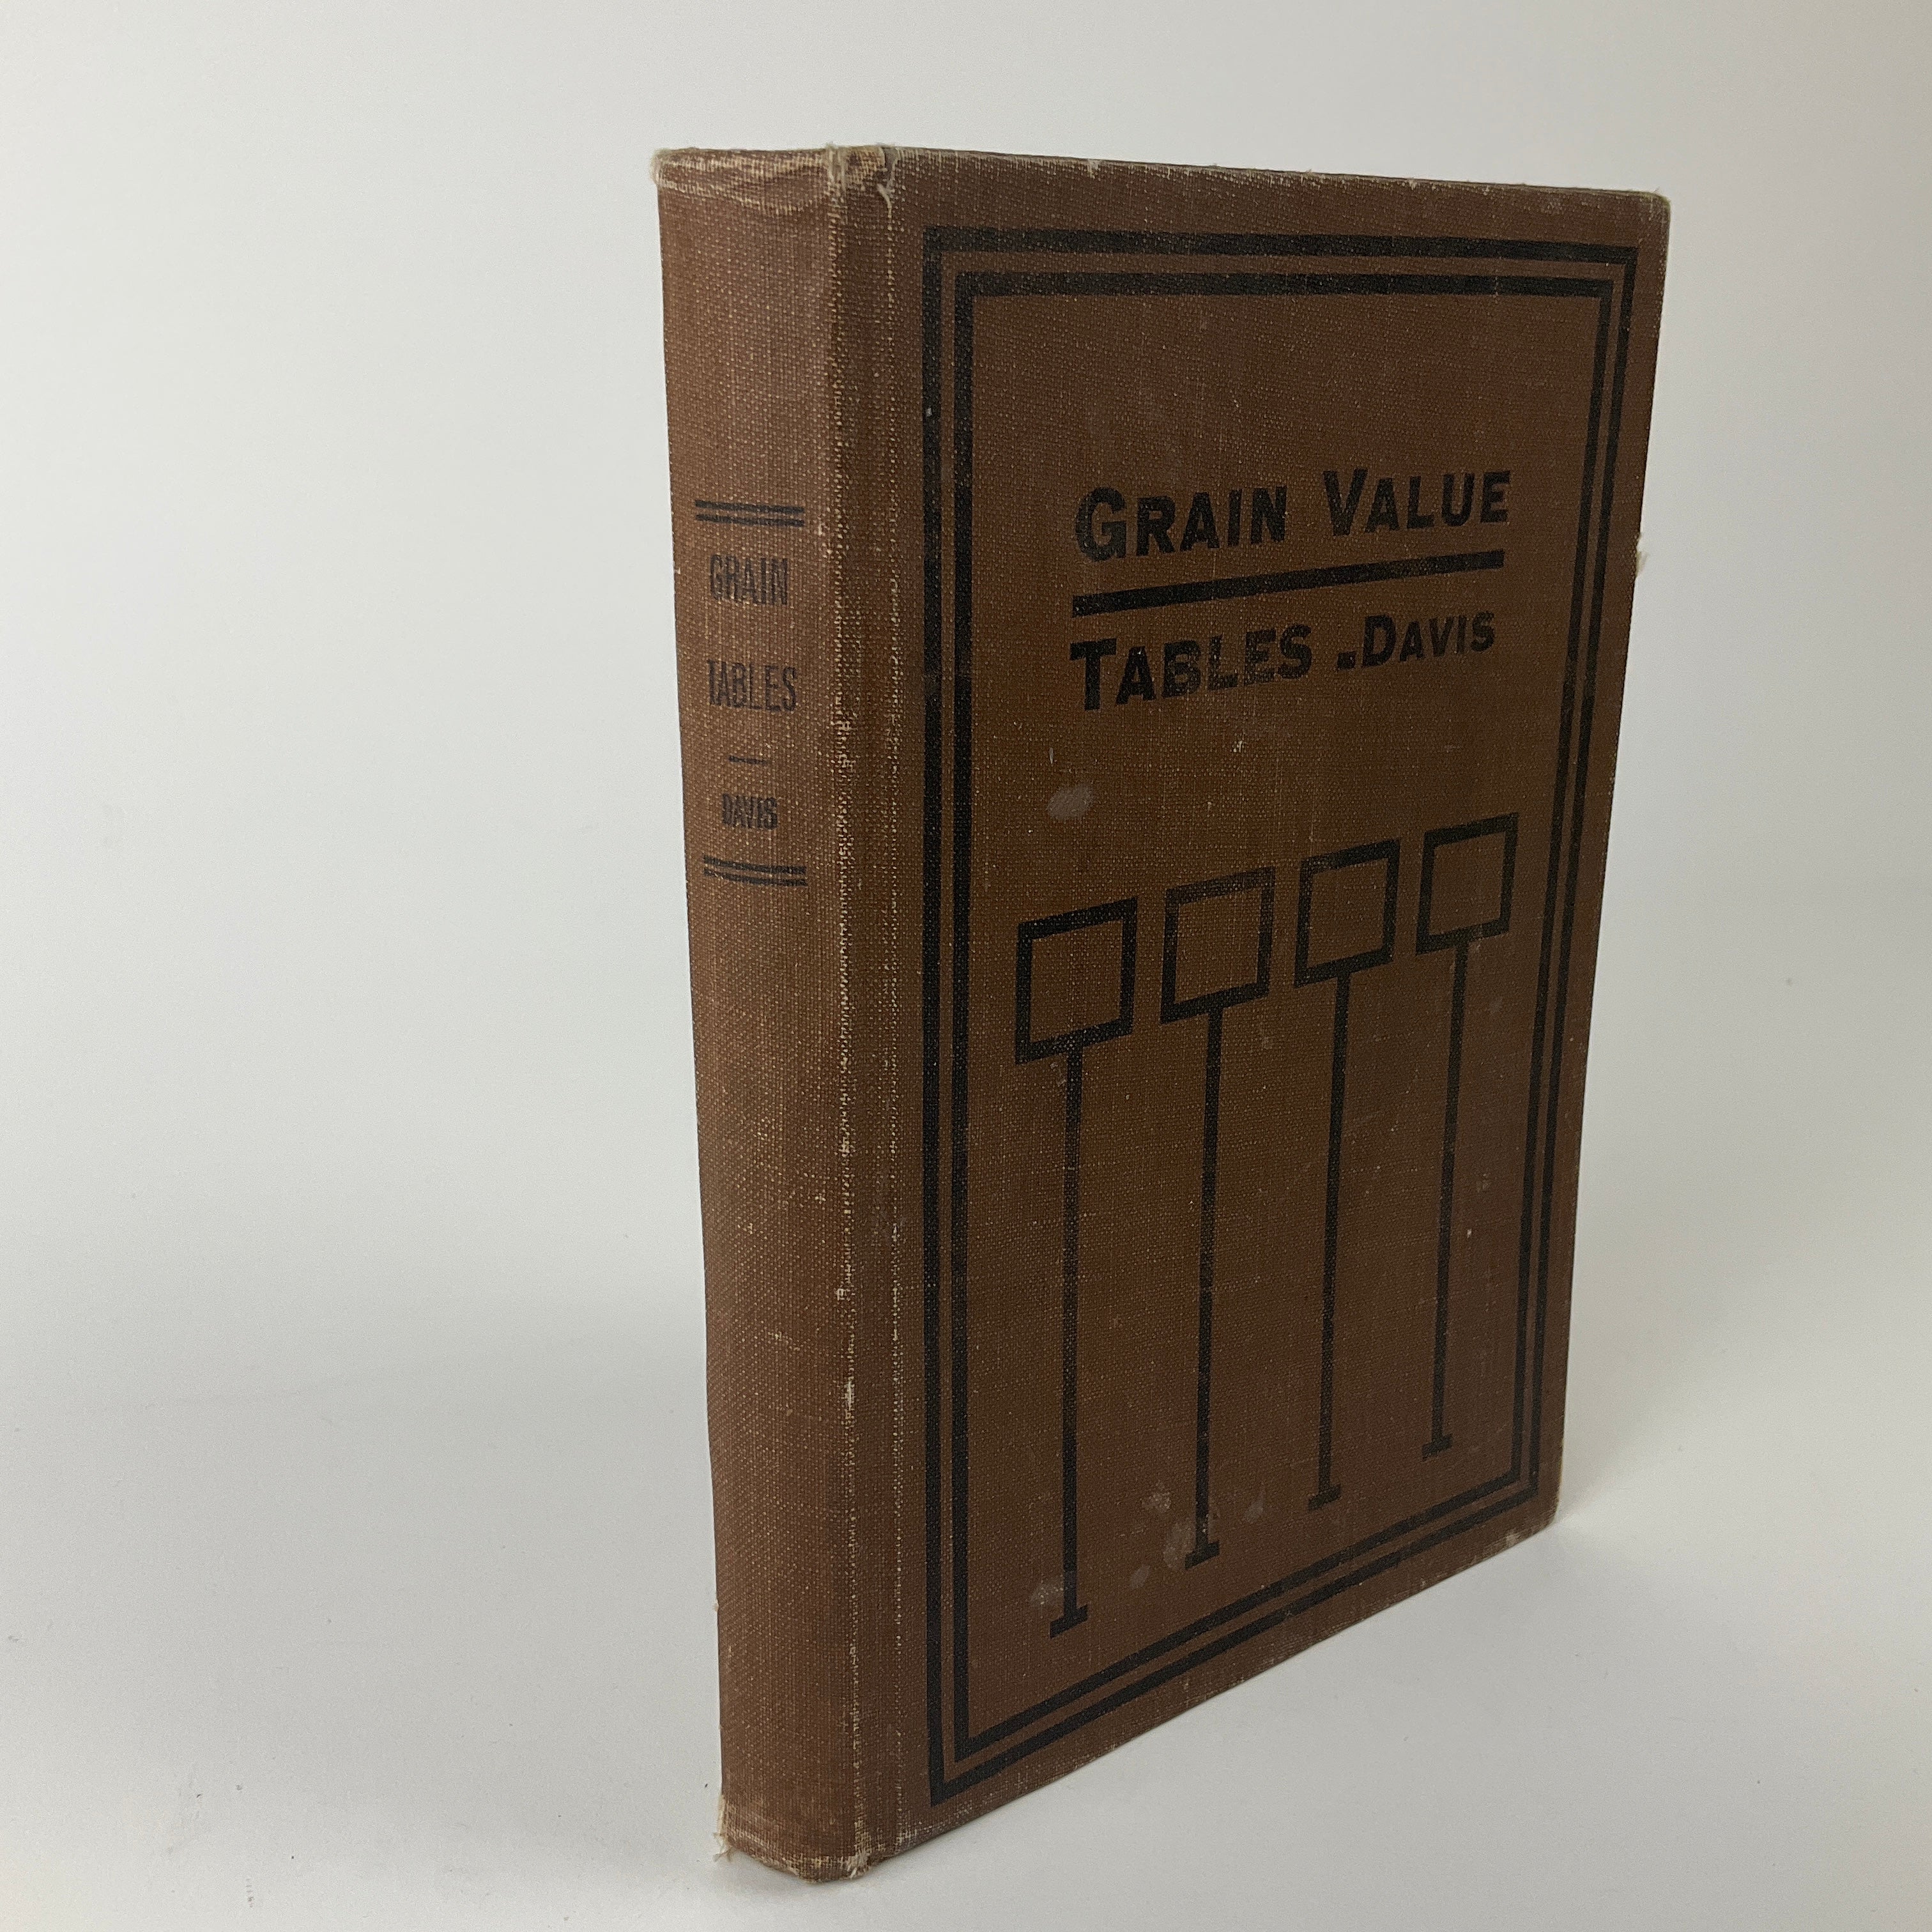 GRAIN
TABLES
DAVIS
GRAIN VALUE
TABLES .DAVIS